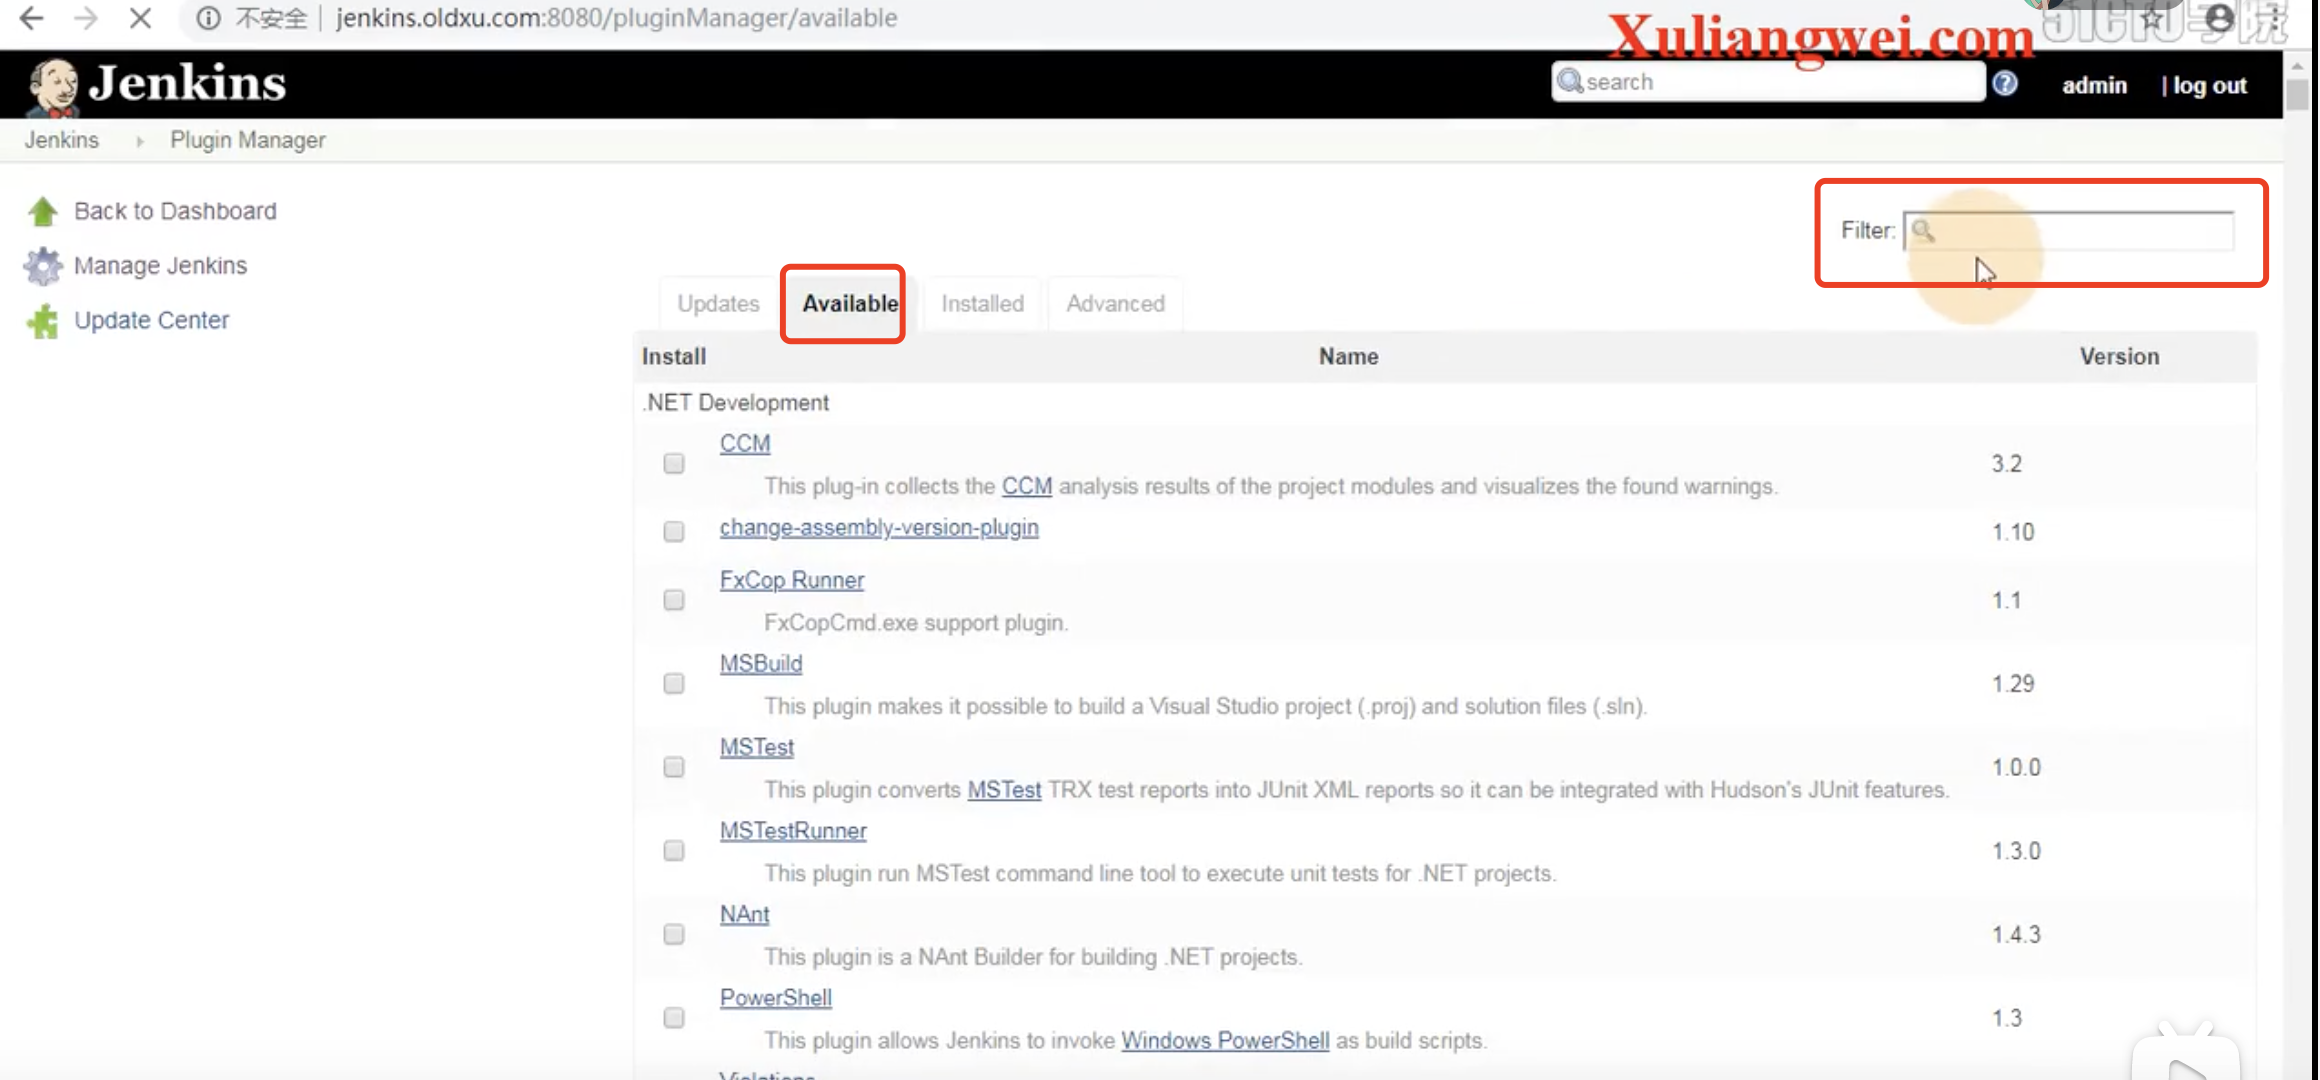 不安全 | jenkins.oldxu.com:8080/pluginManager/available
Xuliangwei.com
51CTO学院
Jenkins
search
admin
| log out
Jenkins
Plugin Manager
Back to Dashboard
Manage Jenkins
Update Center
Filter:
Updates
Available
Installed
Advanced
Install
Name
Version
.NET Development
CCM
This plug-in collects the CCM analysis results of the project modules and visualizes the found warnings.
3.2
change-assembly-version-plugin
1.10
FxCop Runner
FxCopCmd.exe support plugin.
1.1
MSBuild
This plugin makes it possible to build a Visual Studio project (.proj) and solution files (.sln).
1.29
MSTest
This plugin converts MSTest TRX test reports into JUnit XML reports so it can be integrated with Hudson's JUnit features.
1.0.0
MSTestRunner
This plugin run MSTest command line tool to execute unit tests for .NET projects.
1.3.0
NAnt
This plugin is a NAnt Builder for building .NET projects.
1.4.3
PowerShell
This plugin allows Jenkins to invoke Windows PowerShell as build scripts.
1.3
Violations